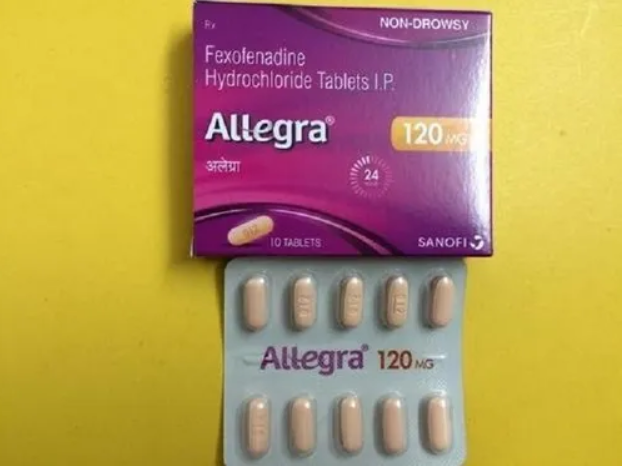 Rx
NON-DROWSY
Fexofenadine
Hydrochloride Tablets I.P.
Allegra®
120 MG
अलेग्रा
24
10 TABLETS
SANOFI
Allegra® 120 MG